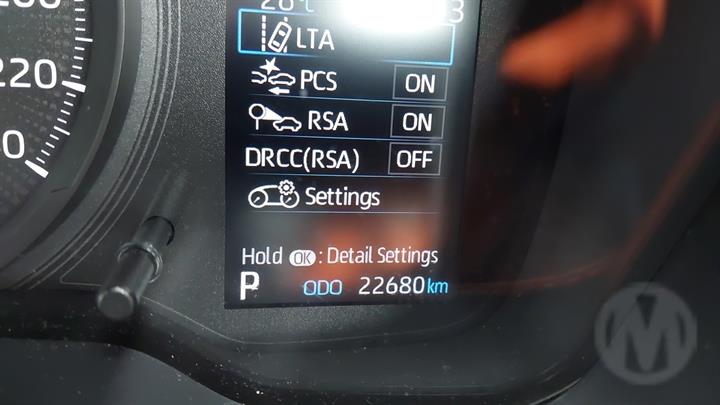 220
LTA
PCS ON
RSA ON
DRCC(RSA) OFF
Settings
Hold OK : Detail Settings
P ODO 22680 km
M